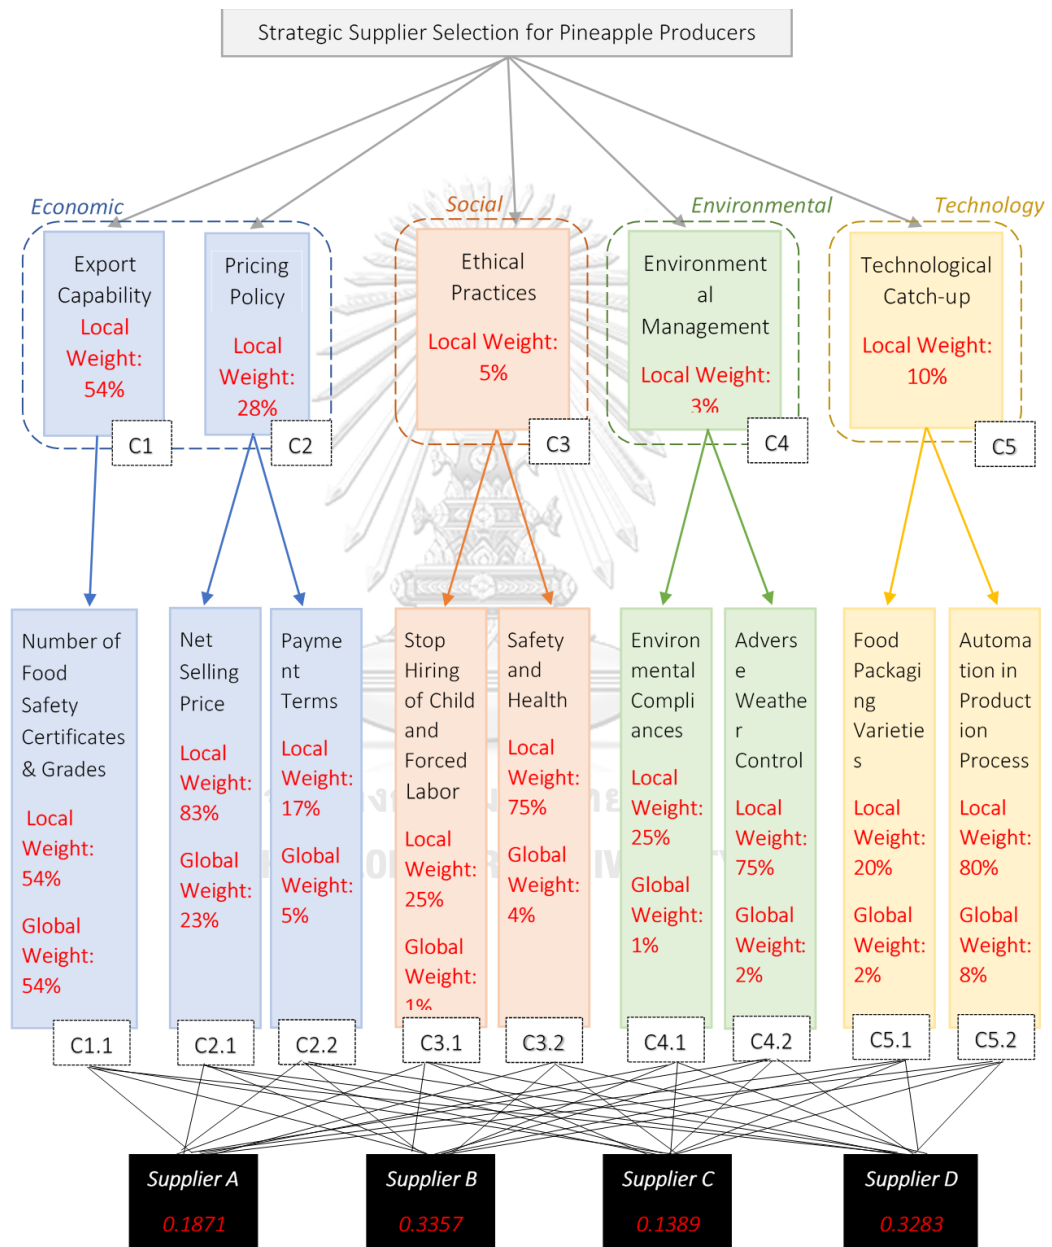 Strategic Supplier Selection for Pineapple Producers
Economic
Social
Environmental
Technology
Export
Capability
Local
Weight:
54%
C1
Pricing
Policy
Local
Weight:
28%
C2
Ethical
Practices
Local Weight:
5%
C3
Environment
al
Management
Local Weight:
3%
C4
Technological
Catch-up
Local Weight:
10%
C5
Number of
Food
Safety
Certificates
& Grades
Local
Weight:
54%
Global
Weight:
54%
C1.1
Net
Selling
Price
Local
Weight:
83%
Global
Weight:
23%
C2.1
Payme
nt
Terms
Local
Weight:
17%
Global
Weight:
5%
C2.2
Stop
Hiring
of Child
and
Forced
Labor
Local
Weight:
25%
Global
Weight:
1%
C3.1
Safety
and
Health
Local
Weight:
75%
Global
Weight:
4%
C3.2
Environ
mental
Compli
ances
Local
Weight:
25%
Global
Weight:
1%
C4.1
Advers
e
Weathe
r
Control
Local
Weight:
75%
Global
Weight:
2%
C4.2
Food
Packagi
ng
Varietie
s
Local
Weight:
20%
Global
Weight:
2%
C5.1
Automa
tion in
Product
ion
Process
Local
Weight:
80%
Global
Weight:
8%
C5.2
Supplier A
0.1871
Supplier B
0.3357
Supplier C
0.1389
Supplier D
0.3283